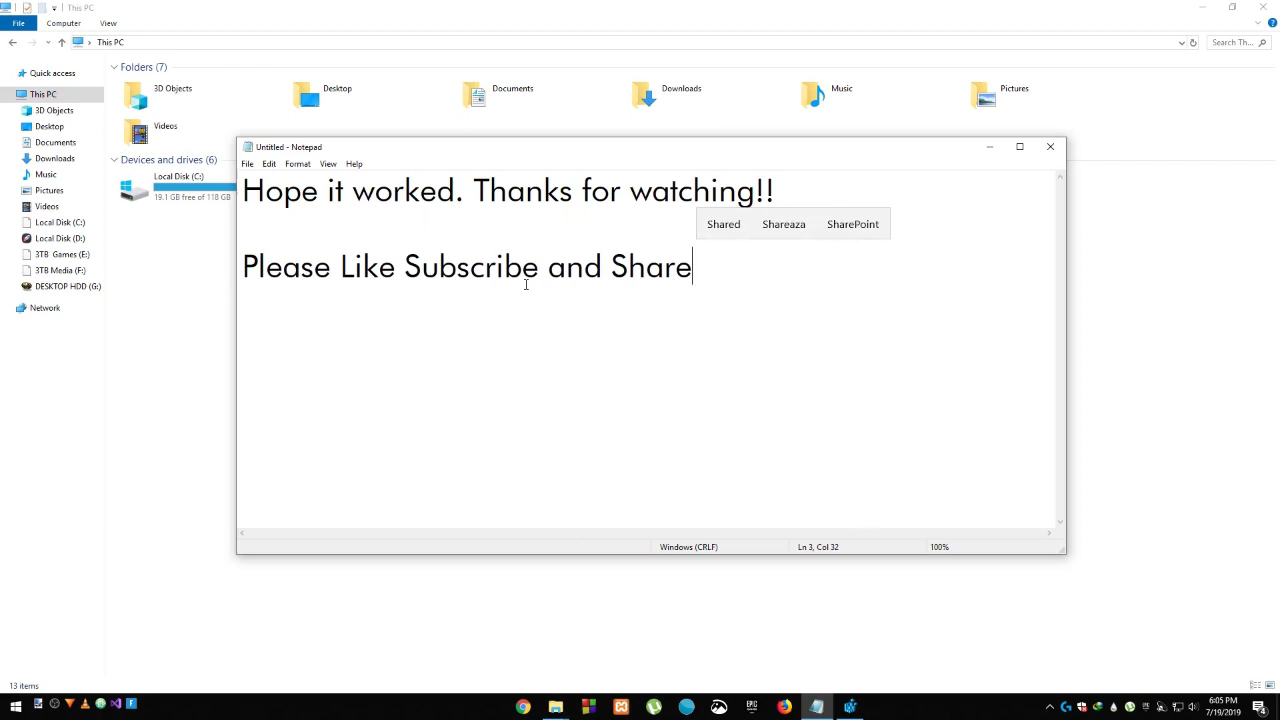 This PC
File Computer View
This PC
Search Th...
Quick access
This PC
3D Objects
Desktop
Documents
Downloads
Music
Pictures
Videos
Local Disk (C:)
Local Disk (D:)
3TB Games (E:)
3TB Media (F:)
DESKTOP HDD (G:)
Network
Folders (7)
3D Objects
Desktop
Documents
Downloads
Music
Pictures
Videos
Devices and drives (6)
Local Disk (C:)
19.1 GB free of 118 GB
Untitled - Notepad
File Edit Format View Help
Hope it worked. Thanks for watching!!
Shared Shareaza SharePoint
Please Like Subscribe and Share
Windows (CRLF) Ln 3, Col 32 100%
13 items
EPIC GAMES
6:05 PM
7/19/2019
4